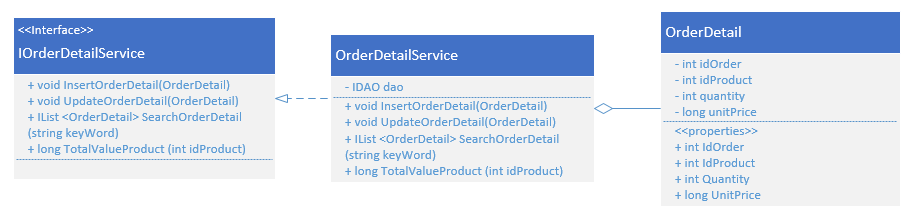 <<Interface>>
IOrderDetailService
+ void InsertOrderDetail(OrderDetail)
+ void UpdateOrderDetail(OrderDetail)
+ IList <OrderDetail> SearchOrderDetail
(string keyWord)
+ long TotalValueProduct (int idProduct)
OrderDetailService
- IDAO dao
+ void InsertOrderDetail(OrderDetail)
+ void UpdateOrderDetail(OrderDetail)
+ IList <OrderDetail> SearchOrderDetail
(string keyWord)
+ long TotalValueProduct (int idProduct)
OrderDetail
- int idOrder
- int idProduct
- int quantity
- long unitPrice
<<properties>>
+ int IdOrder
+ int IdProduct
+ int Quantity
+ long UnitPrice